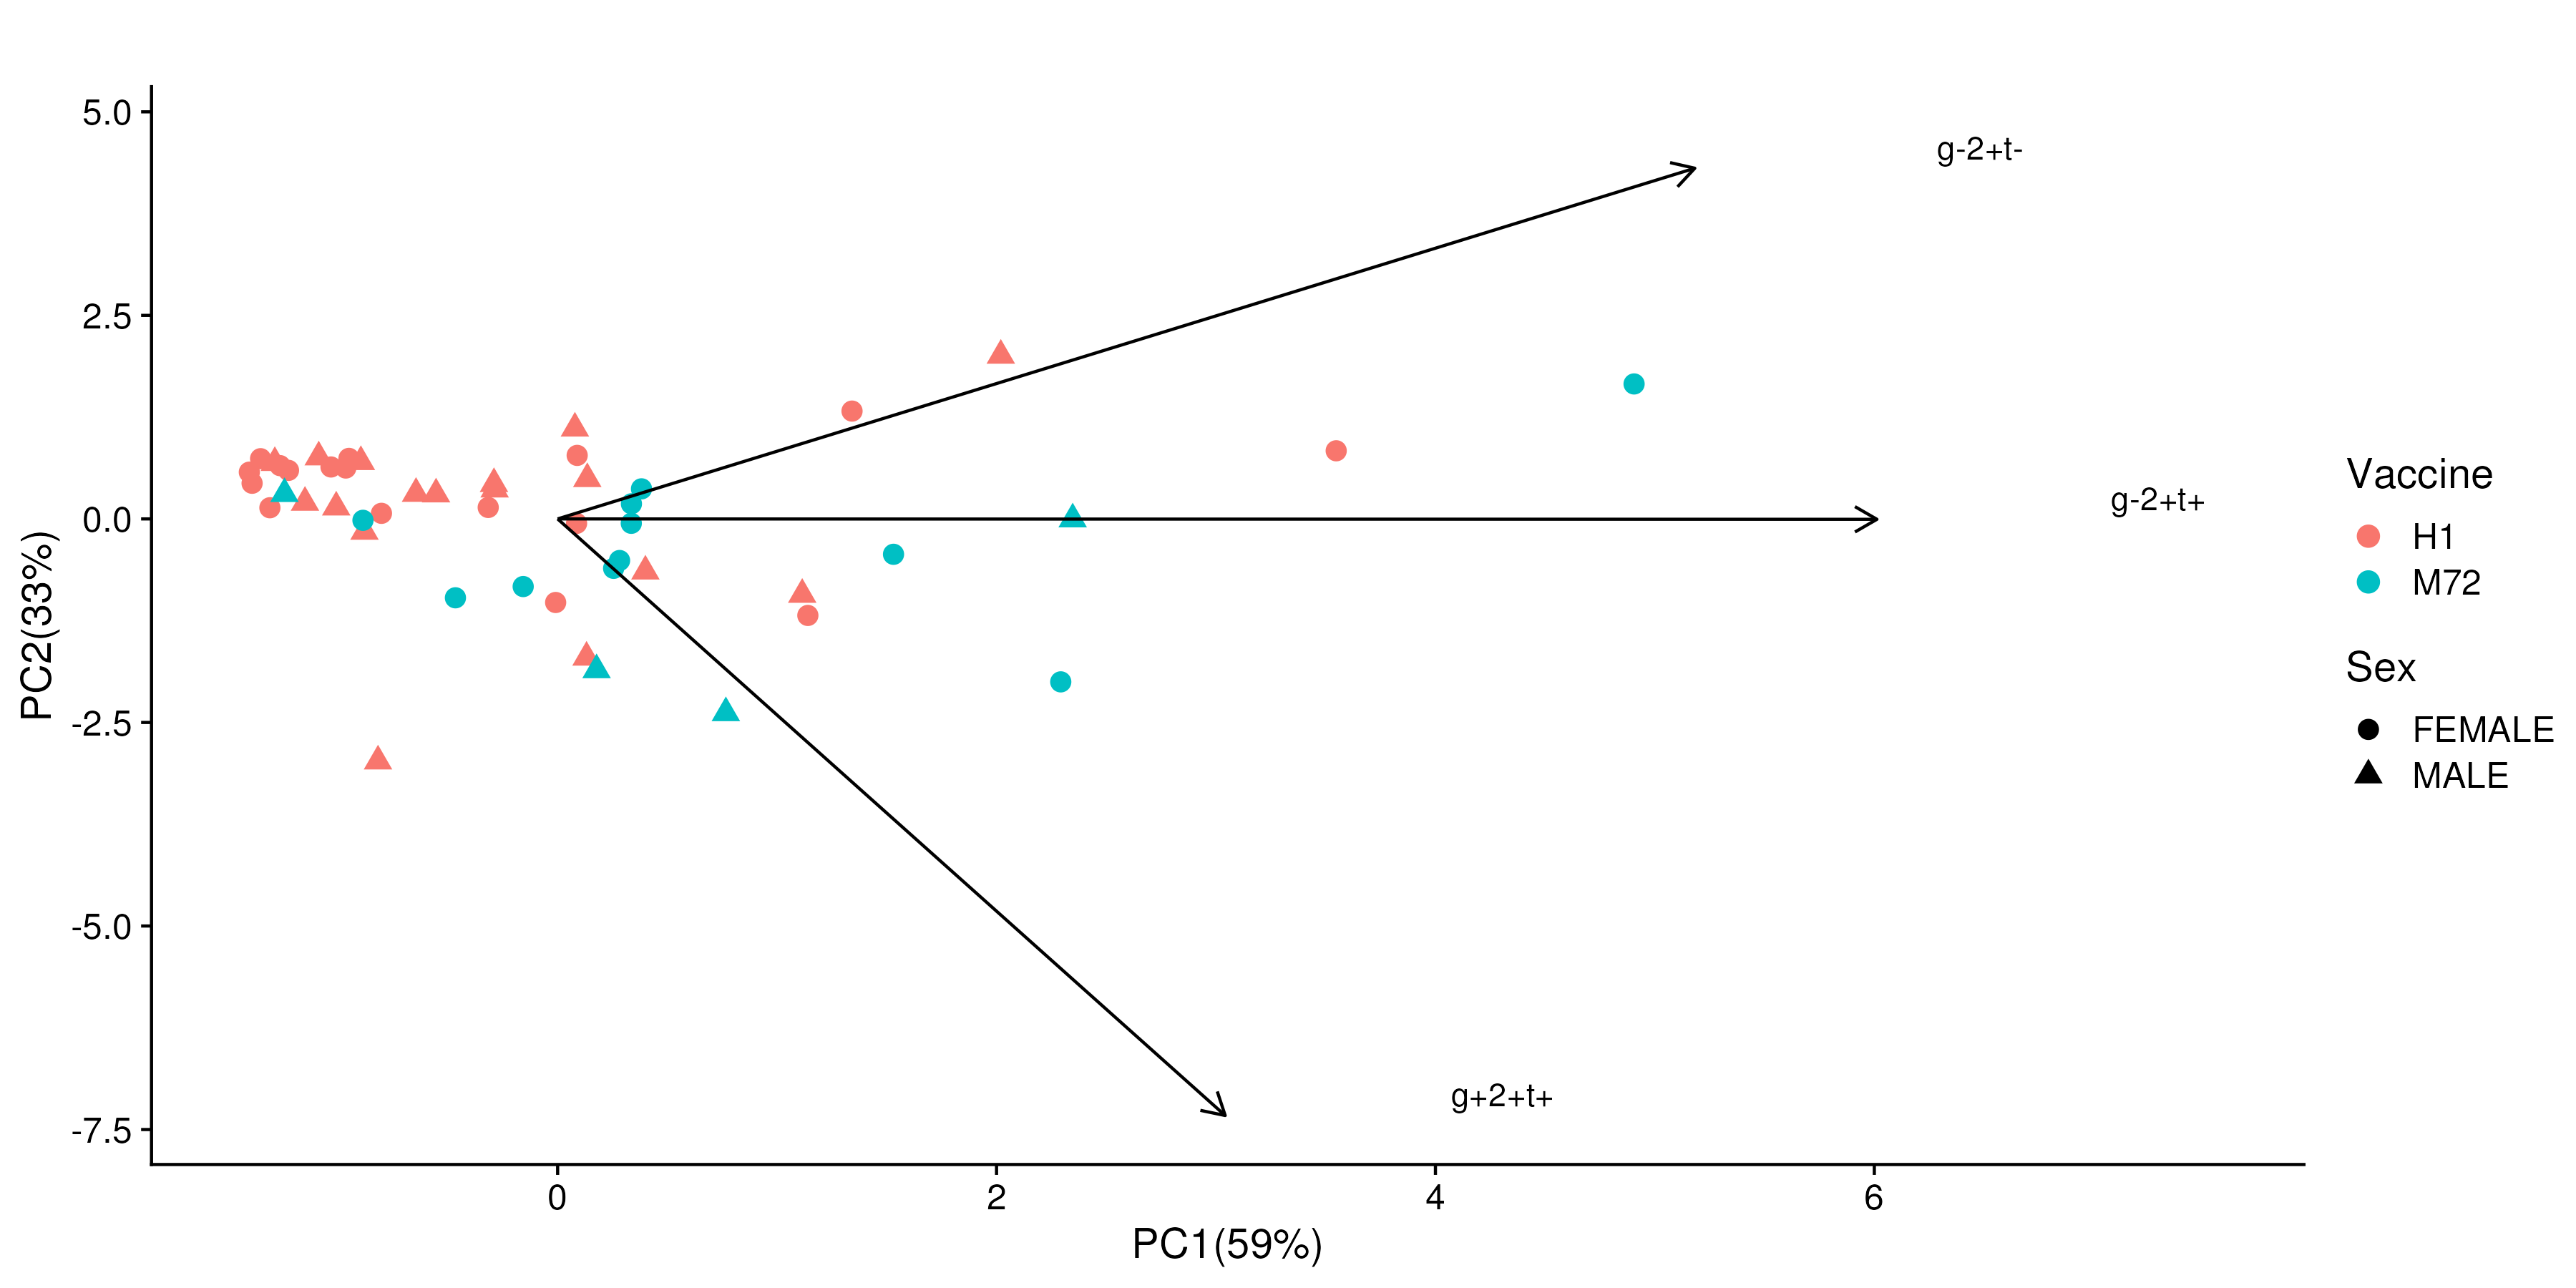 5.0
2.5
0.0
-2.5
-5.0
-7.5
PC2(33%)
g-2+t-
g-2+t+
g+2+t+
0
2
4
6
PC1(59%)
Vaccine
H1
M72
Sex
FEMALE
MALE